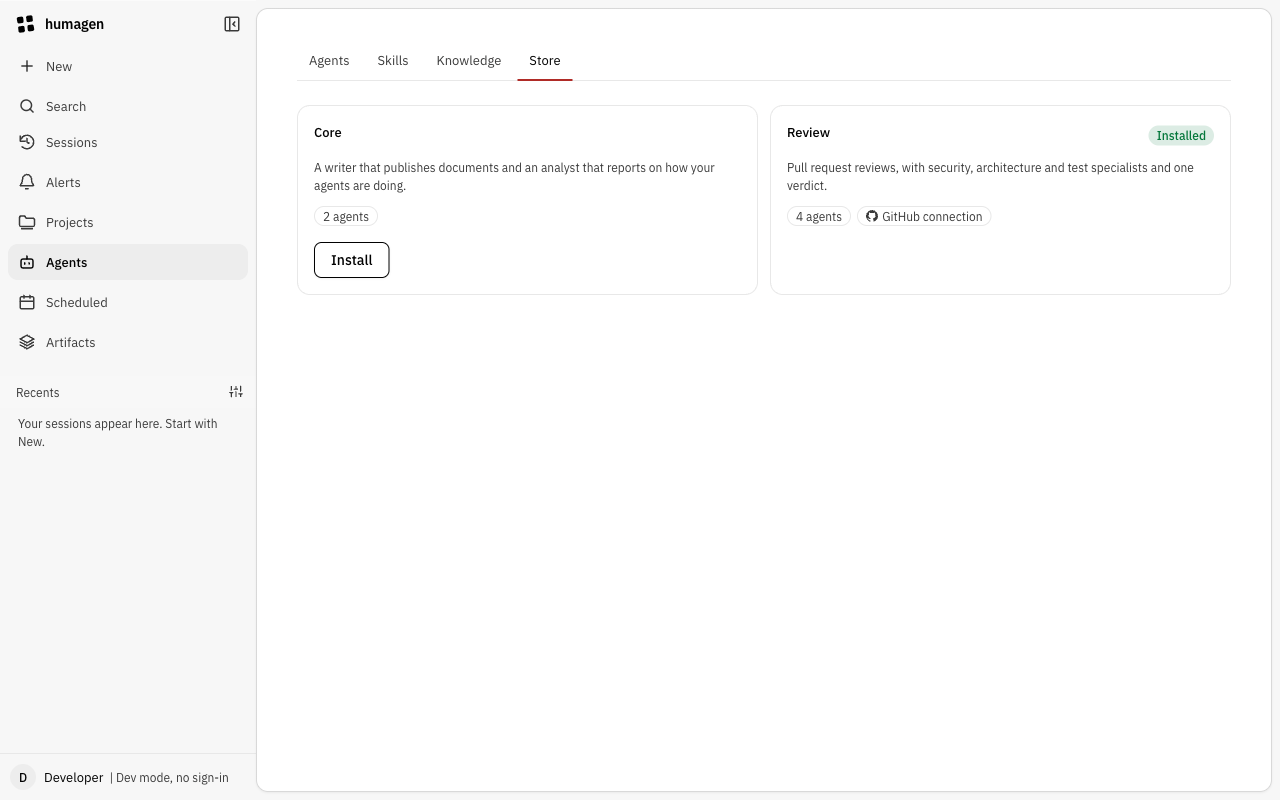 humagen
New
Search
Sessions
Alerts
Projects
Agents
Scheduled
Artifacts
Recents
Your sessions appear here. Start with
New.
D Developer | Dev mode, no sign-in
Agents Skills Knowledge Store
Core
A writer that publishes documents and an analyst that reports on how your
agents are doing.
2 agents
Install
Review Installed
Pull request reviews, with security, architecture and test specialists and one
verdict.
4 agents GitHub connection